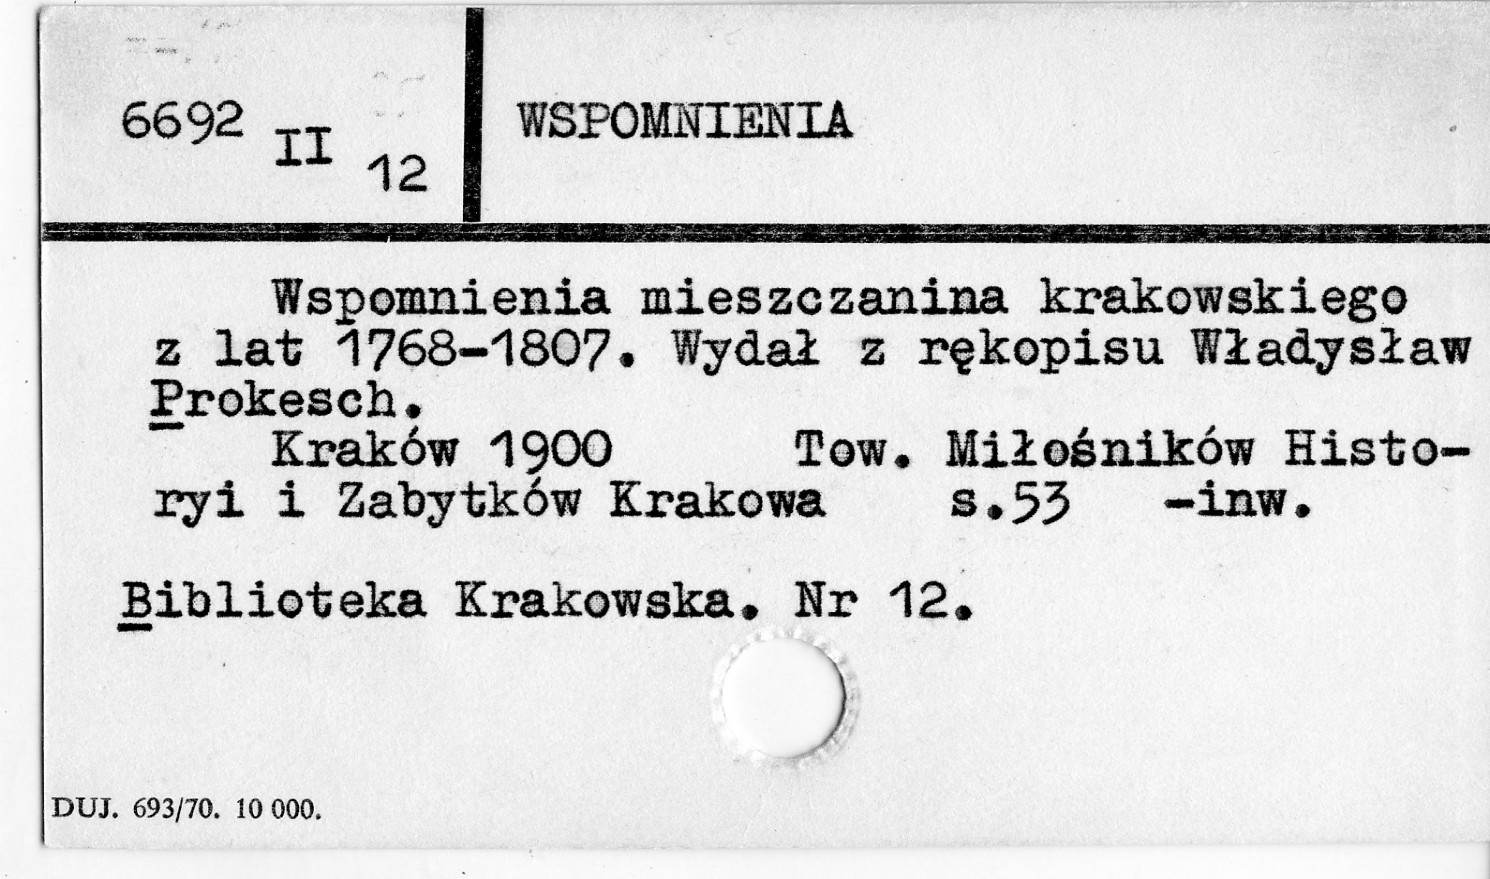 6692 II 12
WSPOMNIENIA
Wspomnienia mieszczanina krakowskiego
z lat 1768-1807. Wydał z rękopisu Władysław
Prokesch.
Kraków 1900 Tow. Miłośników Histo-
ryi i Zabytków Krakowa s.53 -inw.
Biblioteka Krakowska. Nr 12.
DUJ. 693/70. 10 000.